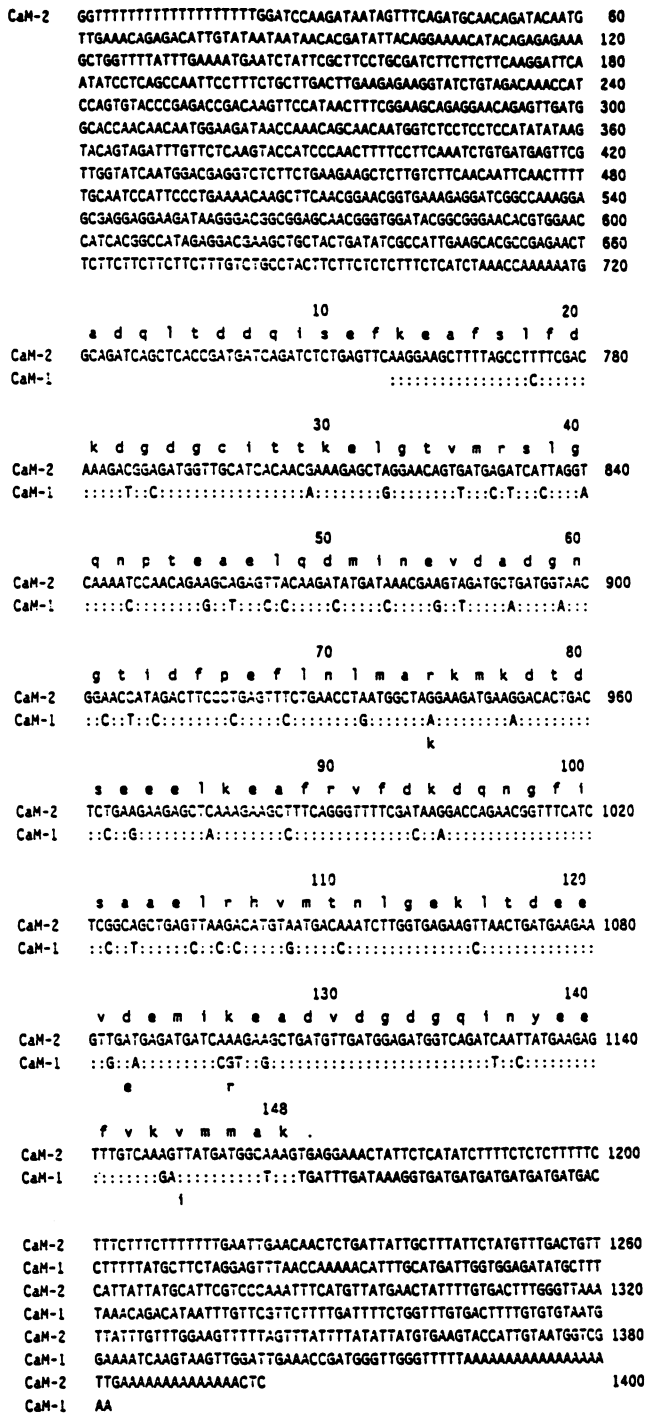 CaM-2 GGTTTTTTTTTTTTTTTTTTTTGGATCCAAGATAATAGTTTCAGATGCAACAGATACAATG 60
TTGAAACAGAGACATTGTATAATAATAACACGATATTACAGGAAAACATACAGAGAGAAA 120
GCTGGTTTTATTTGAAAATGAATCTATTCGCTTCCTGCGATCTTCTTCTTCAAGGATTCA 180
ATATCCTCAGCCAATTCCTTTCTGCTTGACTTGAAGAGAAGGTATCTGTAGACAAACCAT 240
CCAGTGTACCCGAGACCGACAAGTTCCATAACTTTCGGAAGCAGAGGAACAGAGTTGATG 300
GCACCAACAACAATGGAAGATAACCAAACAGCAACAATGGTCTCCTCCTCCATATATAAG 360
TACAGTAGATTTGTTCTCAAGTACCATCCCAACTTTTCCTTCAAATCTGTGATGAGTTCG 420
TTGGTATCAATGGACGAGGTCTCTTCTGAAGAAGCTCTTGTCTTCAACAATTCAACTTTT 480
TGCAATCCATTCCCTGAAAACAAGCTTCAACGGAACGGTGAAAGAGGATCGGCCAAAGGA 540
GCGAGGAGGAAGATAAGGGACGGCGGAGCAACGGGTGGATACGGCGGGAACACGTGGAAC 600
CATCACGGCCATAGAGGACGAAGCTGCTACTGATATCGCCATTGAAGCACGCCGAGAACT 660
TCTTCTTCTTCTTCTTTGTCTGCCTACTTCTTCTCTCTTTCTCATCTAAACCAAAAAATG 720
10 20
a d q l t d d q i s e f k e a f s l f d
CaM-2 GCAGATCAGCTCACCGATGATCAGATCTCTGAGTTCAAGGAAGCTTTTAGCCTTTTCGAC 780
CaM-1 :::::::::::::::::C::::::
30 40
k d g d g c i t t k e l g t v m r s l g
CaM-2 AAAGACGGAGATGGTTGCATCACAACGAAAGAGCTAGGAACAGTGATGAGATCATTAGGT 840
CaM-1 :::::T::C:::::::::::::::::A::::::::G::::::::T:::C:T:::C::::A
50 60
q n p t e a e l q d m i n e v d a d g n
CaM-2 CAAAATCCAACAGAAGCAGAGTTACAAGATATGATAAACGAAGTAGATGCTGATGGTAAC 900
CaM-1 :::::C::::::::G::T::::C:C:::::C:::::C:::::G::T:::::A:::::A:::
70 80
g t i d f p e f l n l m a r k m k d t d
CaM-2 GGAACCATAGACTTCCCTGAGTTTCTGAACCTAATGGCTAGGAAGATGAAGGACACTGAC 960
CaM-1 ::C::T::C::::::::C:::::C::::::::G::::::::A::::::::A:::::::::
k
90 100
s e e e l k e a f r v f d k d q n g f i
CaM-2 TCTGAAGAAGAGCTCAAAGAAGCTTTCAGGGTTTTCGATAAGGACCAGAACGGTTTCATC 1020
CaM-1 ::C::G::::::::A::::::::C::::::::::::::C::A::::::::::::::::::
110 120
s a a e l r h v m t n l g e k l t d e e
CaM-2 TCGGCAGCTGAGTTAAGACATGTAATGACAAATCTTGGTGAGAAGTTAACTGATGAAGAA 1080
CaM-1 ::C::T::::::C:C::C:::::G:::::C:::::::::::::::C::::::::::::::
130 140
v d e m i k e a d v d g d g q i n y e e
CaM-2 GTTGATGAGATGATCAAAGAAGCTGATGTTGATGGAGATGGTCAGATCAATTATGAAGAG 1140
CaM-1 ::G::A:::::::::CGT::G::::::::::::::::::::::::::T::C:::::::::
e r
148
f v k v m m a k .
CaM-2 TTTGTCAAAGTTATGATGGCAAAGTGAGGAAACTATTCTCATATCTTTTCTCTCTTTTTC 1200
CaM-1 ::::::::GA::::::::::T:::TGATTTGATAAAGGTGATGATGATGATGATGATGAC
i
CaM-2 TTTCTTTCTTTTTTTGAATTGAACAACTCTGATTATTGCTTTATTCTATGTTTGACTGTT 1260
CaM-1 CTTTTTATGCTTCTAGGAGTTTAACCAAAAACATTTGCATGATTGGTGGAGATATGCTTT
CaM-2 CATTATTATGCATTCGTCCCAAATTTCATGTTATGAACTATTTTGTGACTTTGGGTTAAA 1320
CaM-1 TAAACAGACATAATTTGTTCGTTCTTTTGATTTTCTGGTTTGTGACTTTTGTGTGTAATG
CaM-2 TTATTTGTTTGGAAGTTTTTAGTTTATTTTATATTATGTGAAGTACCATTGTAATGGTCG 1380
CaM-1 GAAAATCAAGTAAGTTGGATTGAAACCGATGGGTTGGGTTTTTAAAAAAAAAAAAAAAAA
CaM-2 TTGAAAAAAAAAAAAAACTC 1400
CaM-1 AA